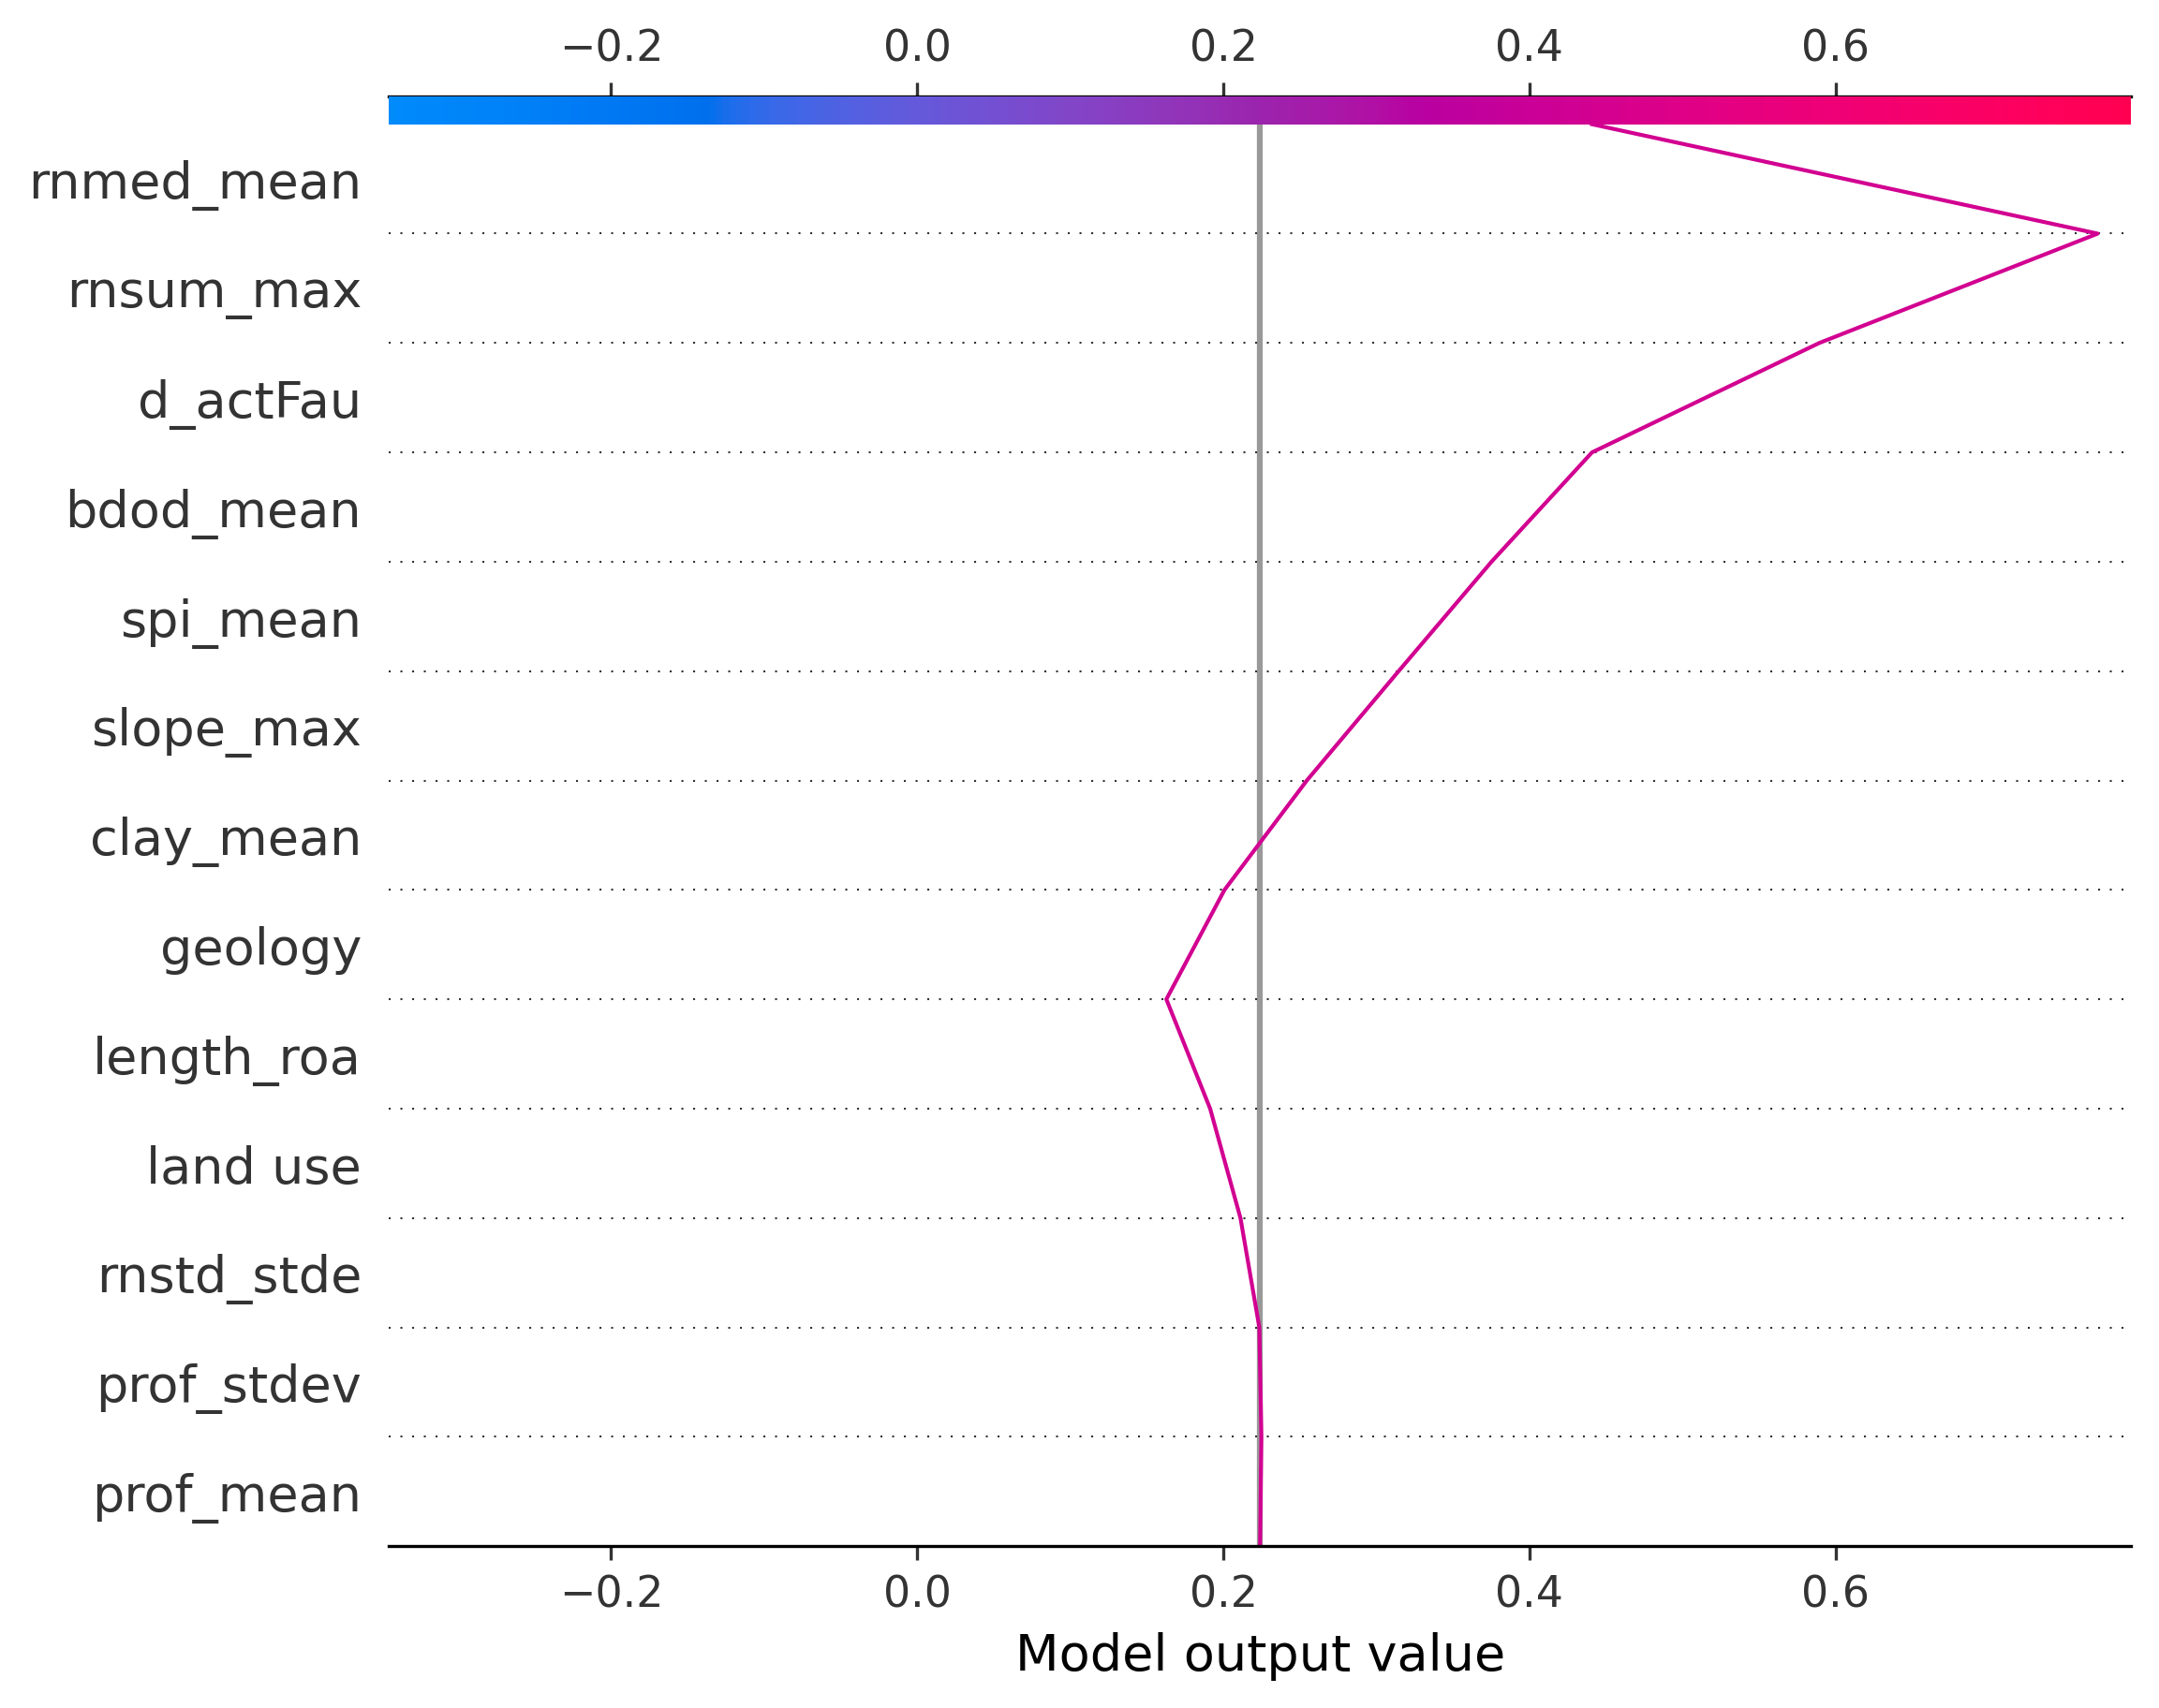 −0.2 0.0 0.2 0.4 0.6
rnmed_mean
rnsum_max
d_actFau
bdod_mean
spi_mean
slope_max
clay_mean
geology
length_roa
land use
rnstd_stde
prof_stdev
prof_mean
−0.2 0.0 0.2 0.4 0.6
Model output value